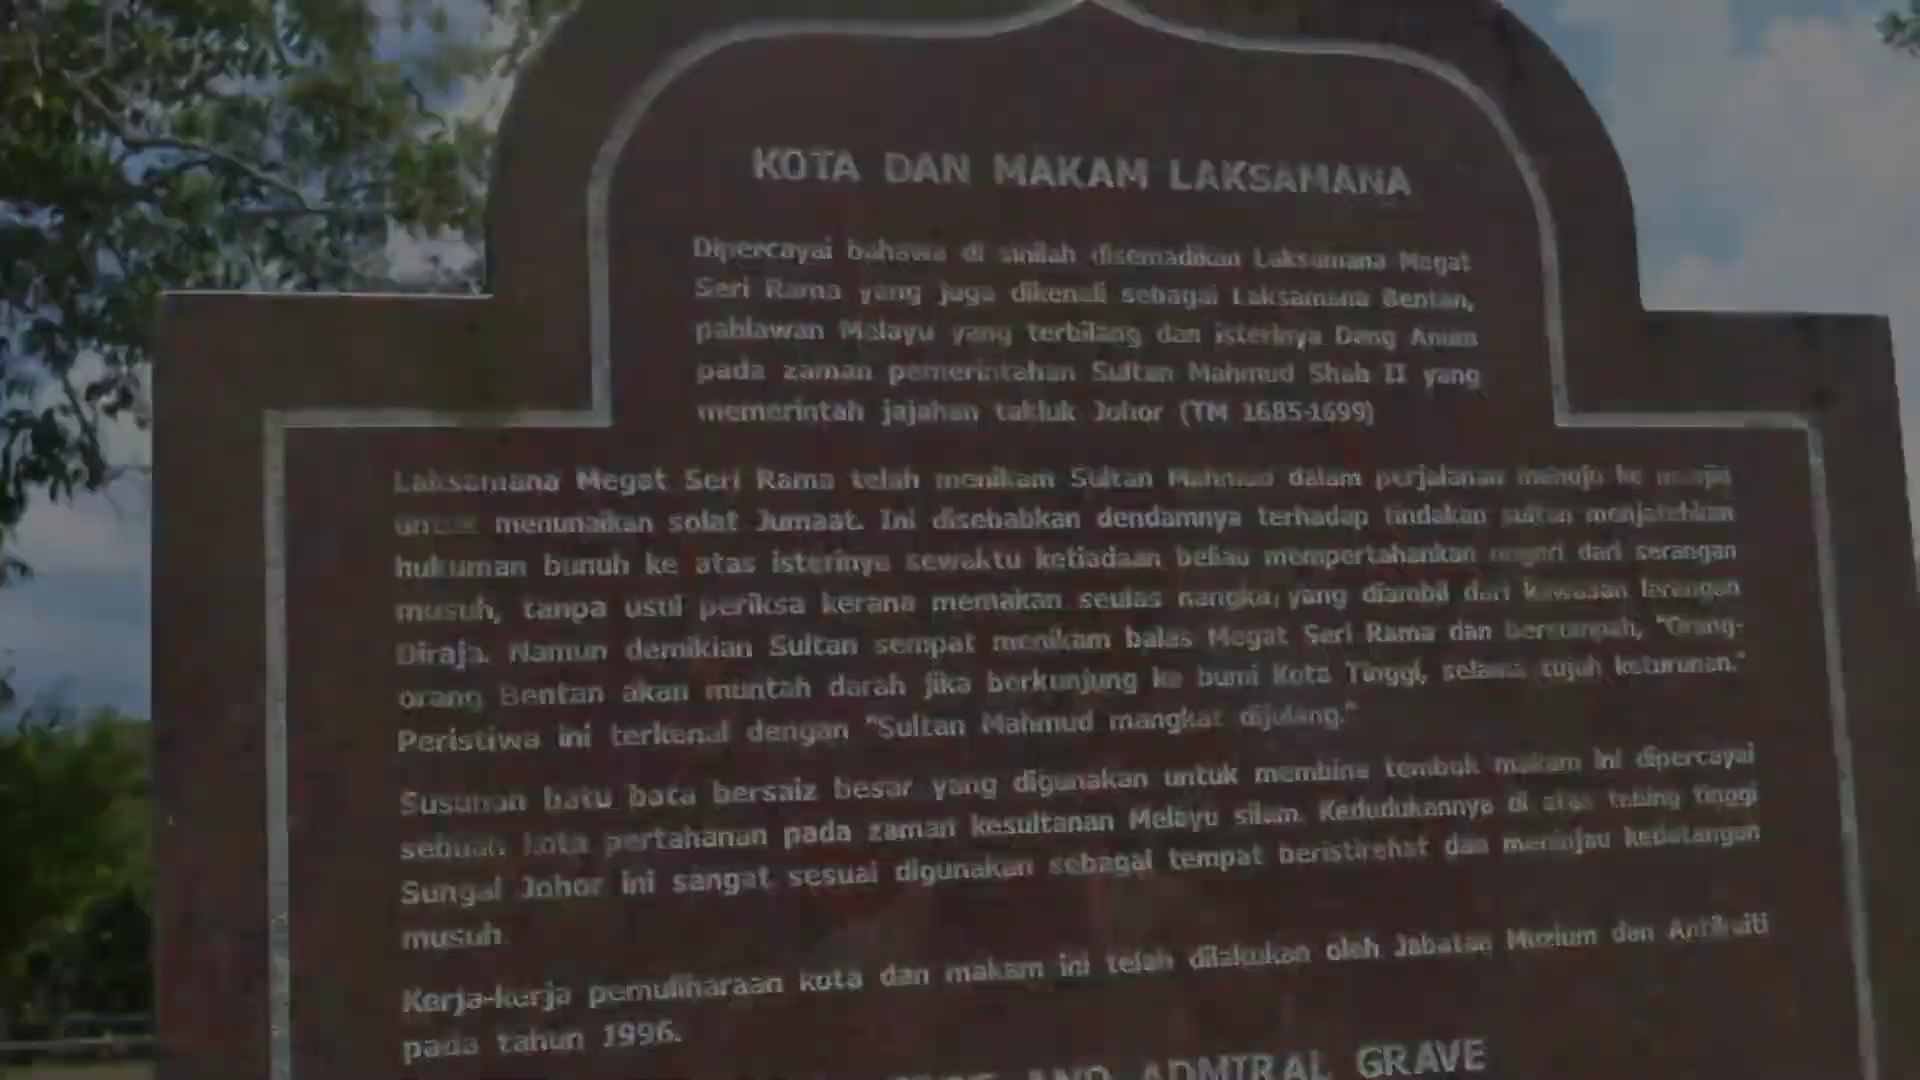 KOTA DAN MAKAM LAKSAMANA
Dipercayai bahawa di sinilah disemadikan Laksamana Megat
Seri Rama yang juga dikenali sebagai Laksamana Bentan,
pahlawan Melayu yang terbilang dan isterinya Dang Anum
pada zaman pemerintahan Sultan Mahmud Shah II yang
memerintah jajahan takluk Johor (TM 1685-1699)
Laksamana Megat Seri Rama telah menikam Sultan Mahmud dalam perjalanan menuju ke masjid
untuk menunaikan solat Jumaat. Ini disebabkan dendamnya terhadap tindakan sultan menjatuhkan
hukuman bunuh ke atas isterinya sewaktu ketiadaan beliau mempertahankan negeri dari serangan
musuh, tanpa usul periksa kerana memakan seulas nangka, yang diambil dari kawasan larangan
Diraja. Namun demikian Sultan sempat menikam balas Megat Seri Rama dan bersumpah, "Orang-
orang Bentan akan muntah darah jika berkunjung ke bumi Kota Tinggi, selama tujuh keturunan."
Peristiwa ini terkenal dengan "Sultan Mahmud mangkat dijulang."
Susunan batu bata bersaiz besar yang digunakan untuk membina tembok makam ini dipercayai
sebuah kota pertahanan pada zaman kesultanan Melayu silam. Kedudukannya di atas tebing tinggi
Sungai Johor ini sangat sesuai digunakan sebagai tempat beristirehat dan meninjau kedatangan
musuh.
Kerja-kerja pemuliharaan kota dan makam ini telah dilakukan oleh Jabatan Muzium dan Antikuiti
pada tahun 1996.
AND ADMIRAL GRAVE